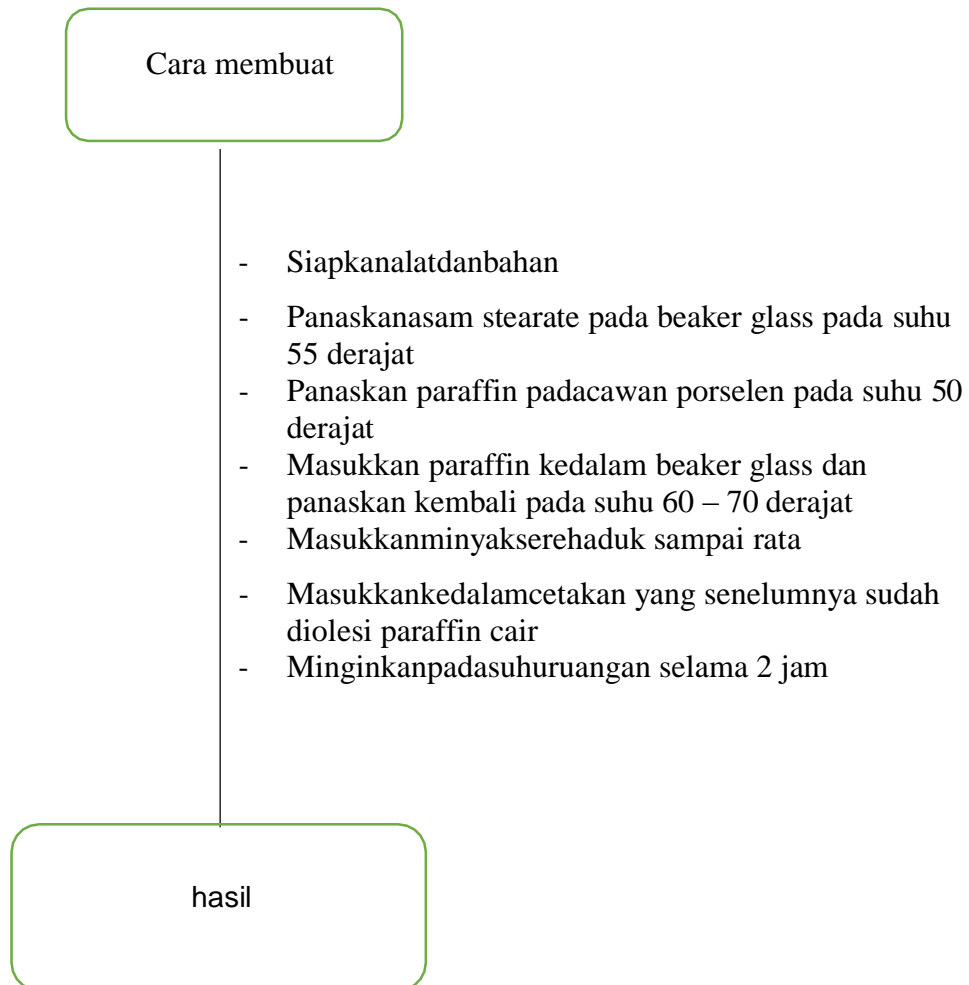 Cara membuat
- Siapkanalatdanbahan
- Panaskanasam stearate pada beaker glass pada suhu
55 derajat
- Panaskan paraffin padacawan porselen pada suhu 50
derajat
- Masukkan paraffin kedalam beaker glass dan
panaskan kembali pada suhu 60 – 70 derajat
- Masukkanminyakserehaduk sampai rata
- Masukkankedalamcetakan yang senelumnya sudah
diolesi paraffin cair
- Minginkanpadasuhuruangan selama 2 jam
hasil